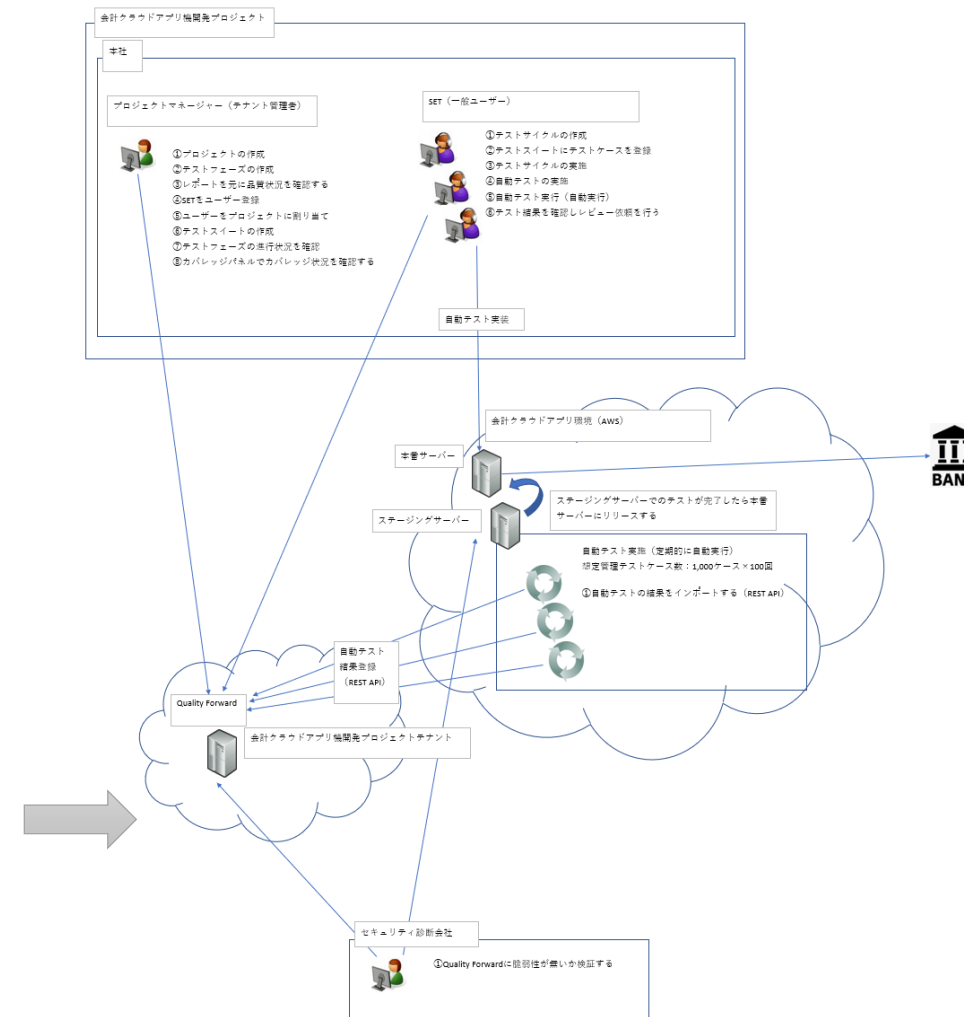 会計クラウドアプリ機開発プロジェクト
本社
プロジェクトマネージャー（テナント管理者）
①プロジェクトの作成
②テストフェーズの作成
③レポートを元に品質状況を確認する
④SETをユーザー登録
⑤ユーザーをプロジェクトに割り当て
⑥テストスイートの作成
⑦テストフェーズの進行状況を確認
⑧カバレッジパネルでカバレッジ状況を確認する
SET（一般ユーザー）
①テストサイクルの作成
②テストスイートにテストケースを登録
③テストサイクルの実施
④自動テストの実施
⑤自動テスト実行（自動実行）
⑥テスト結果を確認しレビュー依頼を行う
自動テスト実装
会計クラウドアプリ環境（AWS）
本番サーバー
BAN
ステージングサーバー
ステージングサーバーでのテストが完了したら本番
サーバーにリリースする
自動テスト実施（定期的に自動実行）
想定管理テストケース数：1,000ケース×100回
①自動テストの結果をインポートする（REST API）
自動テスト
結果登録
（REST API）
Quality Forward
会計クラウドアプリ機開発プロジェクトテナント
セキュリティ診断会社
①Quality Forwardに脆弱性が無いか検証する